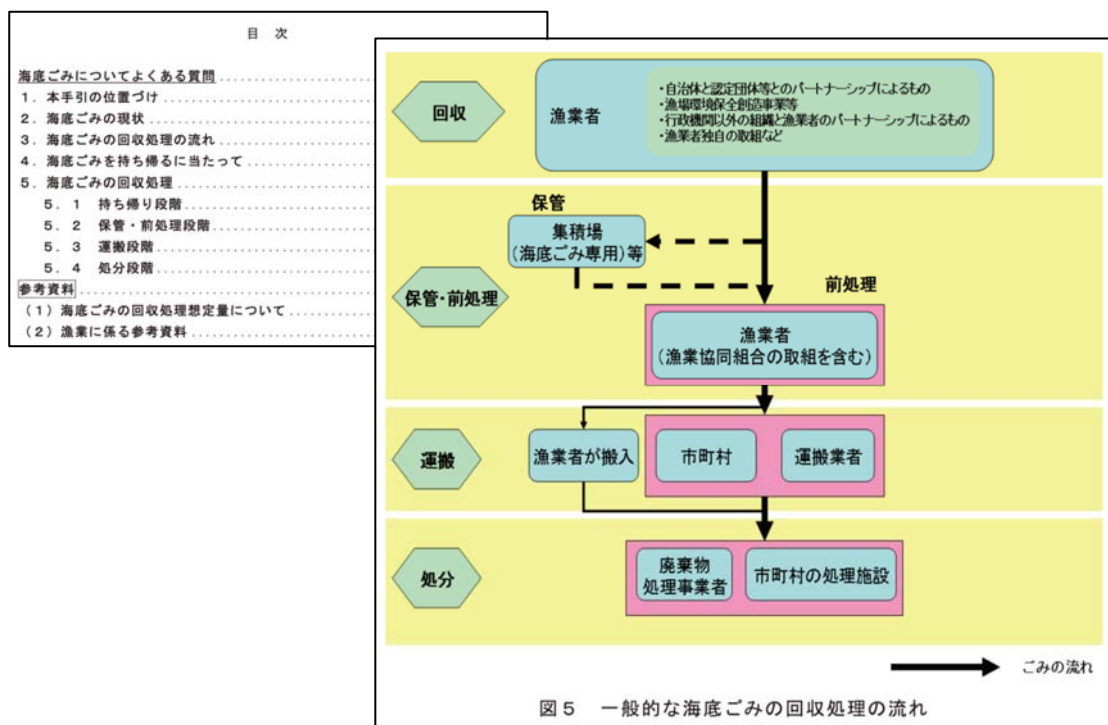 目 次
海底ごみについてよくある質問
1．本手引の位置づけ
2．海底ごみの現状
3．海底ごみの回収処理の流れ
4．海底ごみを持ち帰るに当たって
5．海底ごみの回収処理
5．1 持ち帰り段階
5．2 保管・前処理段階
5．3 運搬段階
5．4 処分段階
参考資料
（1）海底ごみの回収処理想定量について
（2）漁業に係る参考資料
回収
漁業者
・自治体と認定団体等とのパートナーシップによるもの
・漁場環境保全創造事業等
・行政機関以外の組織と漁業者のパートナーシップによるもの
・漁業者独自の取組など
保管・前処理
保管
集積場
（海底ごみ専用）等
前処理
漁業者
（漁業協同組合の取組を含む）
運搬
漁業者が搬入
市町村
運搬業者
処分
廃棄物
処理事業者
市町村の処理施設
ごみの流れ
図5 一般的な海底ごみの回収処理の流れ